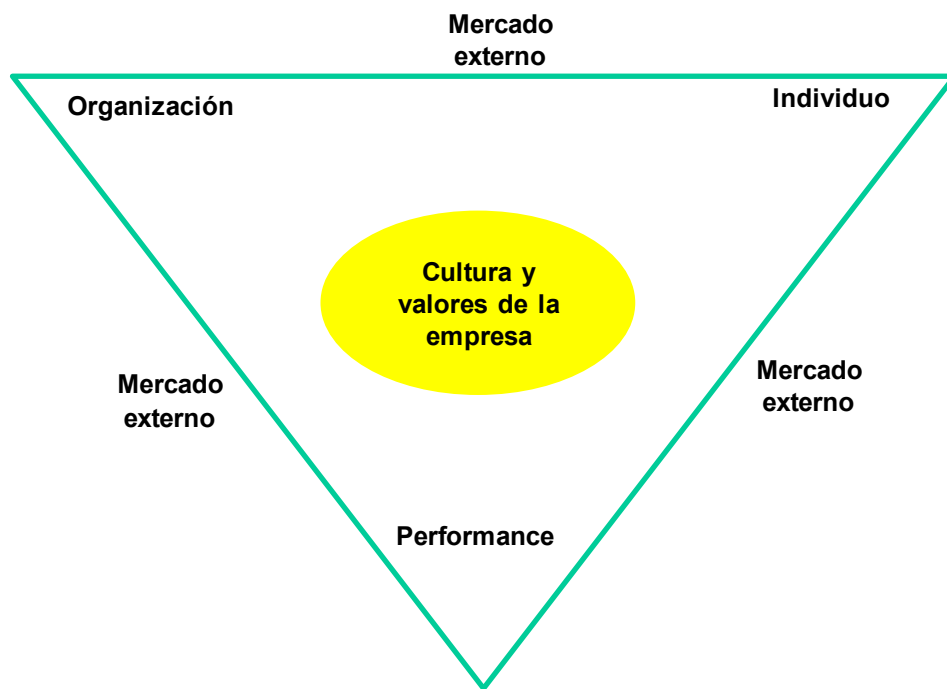 Mercado
externo
Organización
Individuo
Cultura y
valores de la
empresa
Mercado
externo
Mercado
externo
Performance